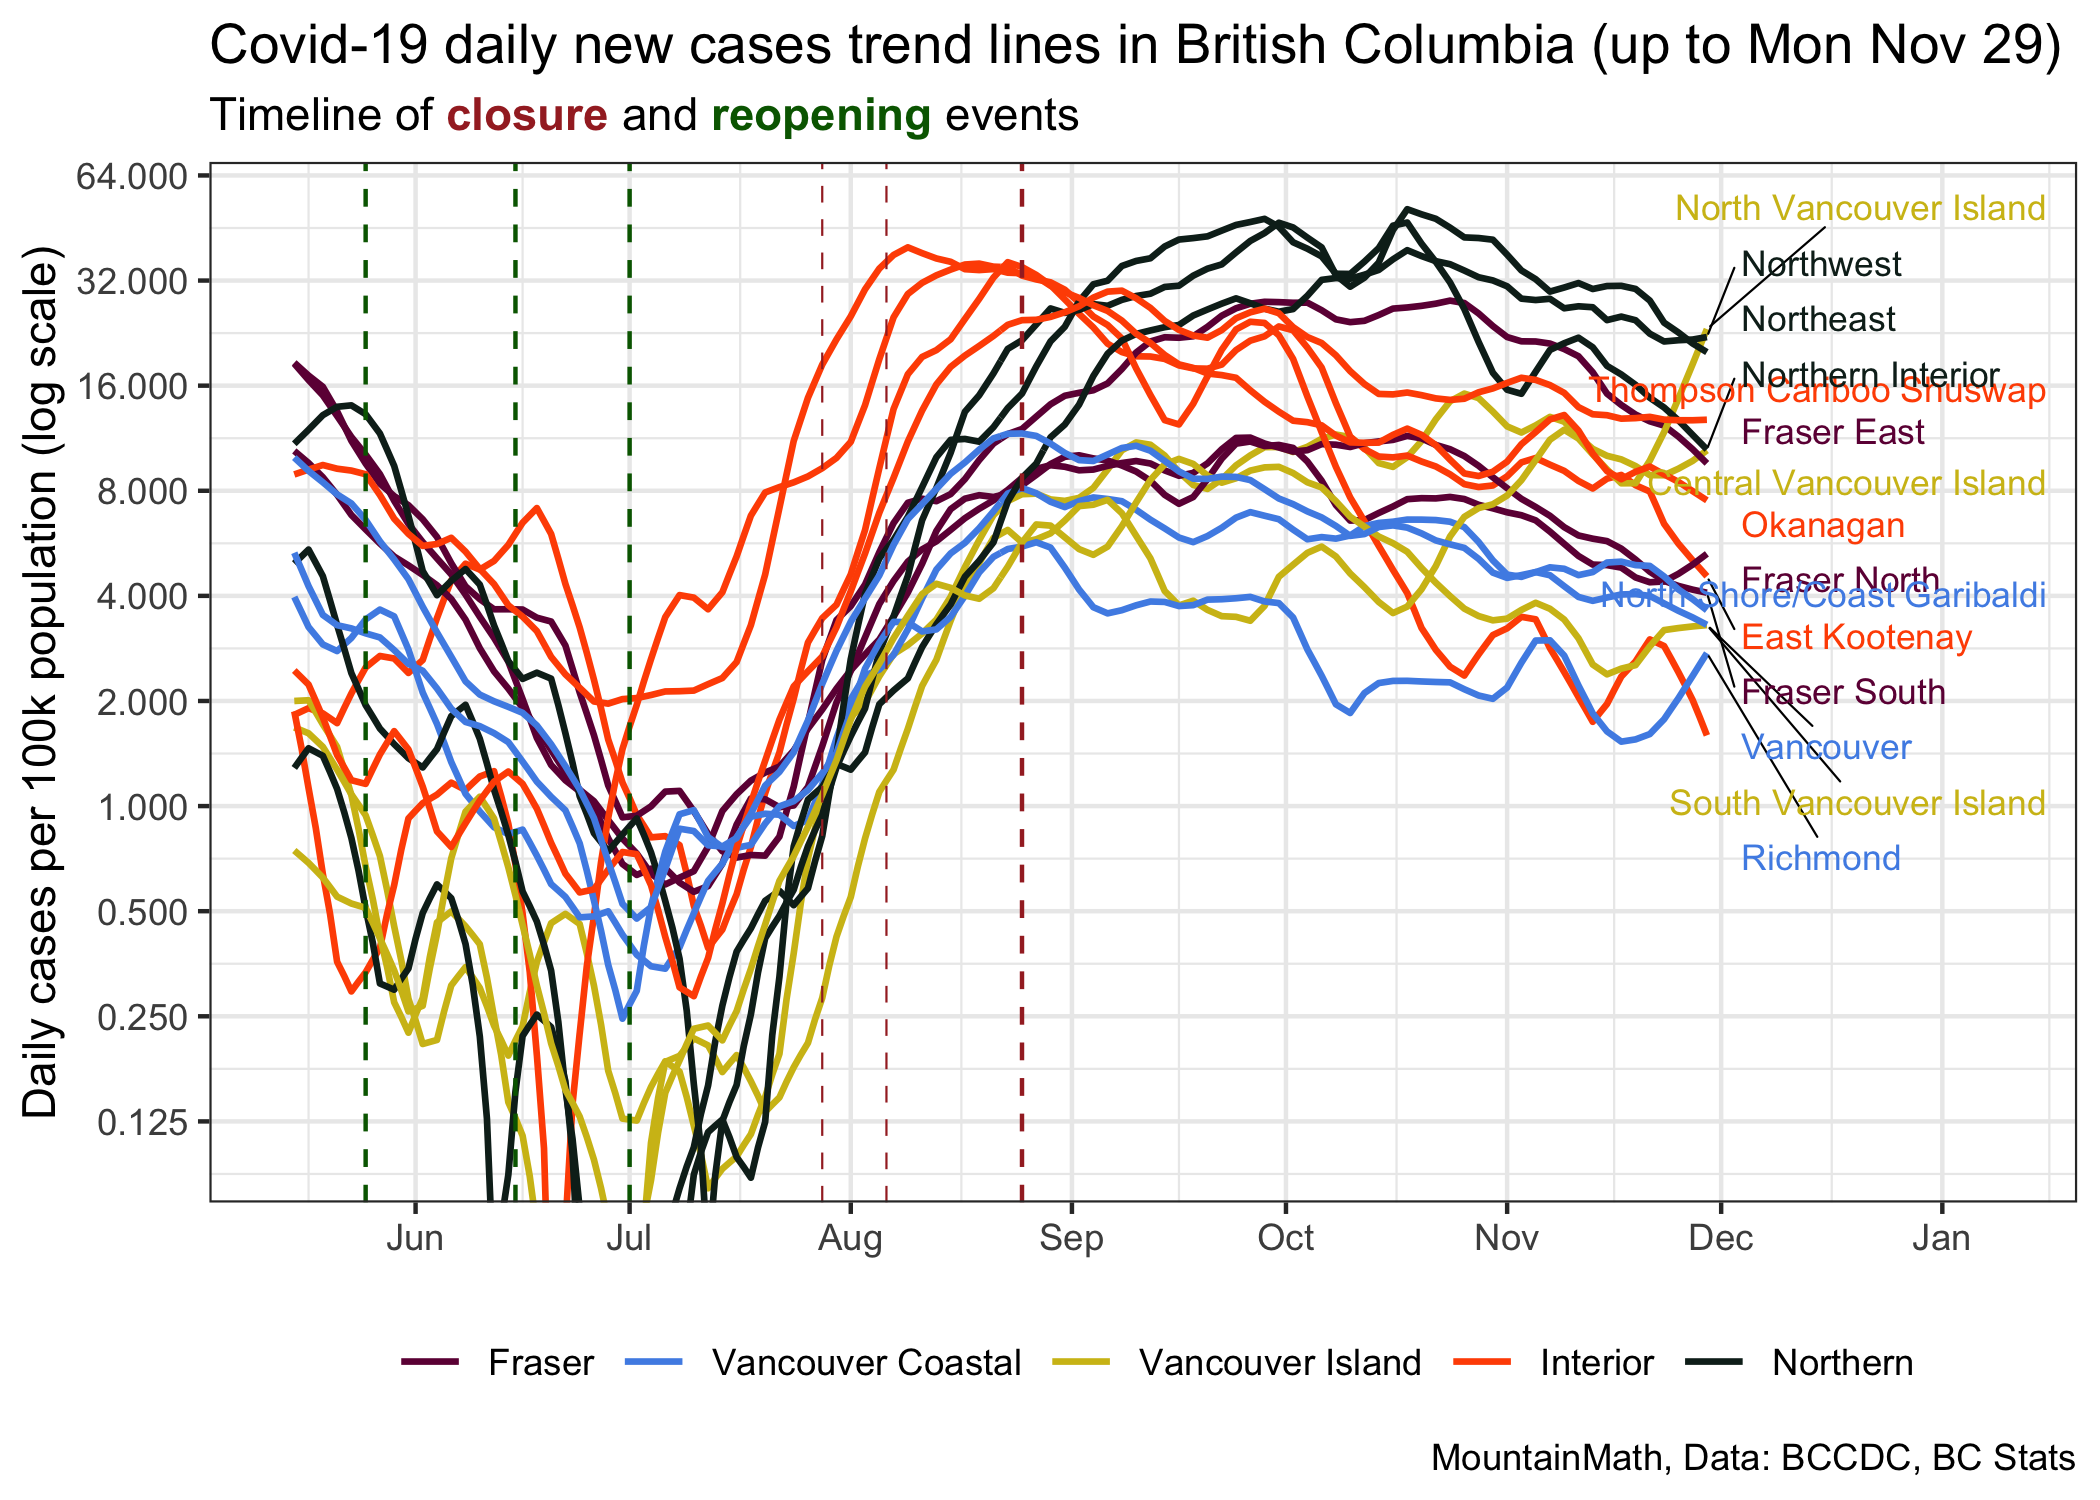 Covid-19 daily new cases trend lines in British Columbia (up to Mon Nov 29)
Timeline of closure and reopening events
Daily cases per 100k population (log scale)
64.000
32.000
16.000
8.000
4.000
2.000
1.000
0.500
0.250
0.125
North Vancouver Island
Northwest
Northeast
Northern Interior
Thompson Cariboo Shuswap
Fraser East
Central Vancouver Island
Okanagan
Fraser North
North Shore/Coast Garibaldi
East Kootenay
Fraser South
Vancouver
South Vancouver Island
Richmond
Jun Jul Aug Sep Oct Nov Dec Jan
Fraser Vancouver Coastal Vancouver Island Interior Northern
MountainMath, Data: BCCDC, BC Stats